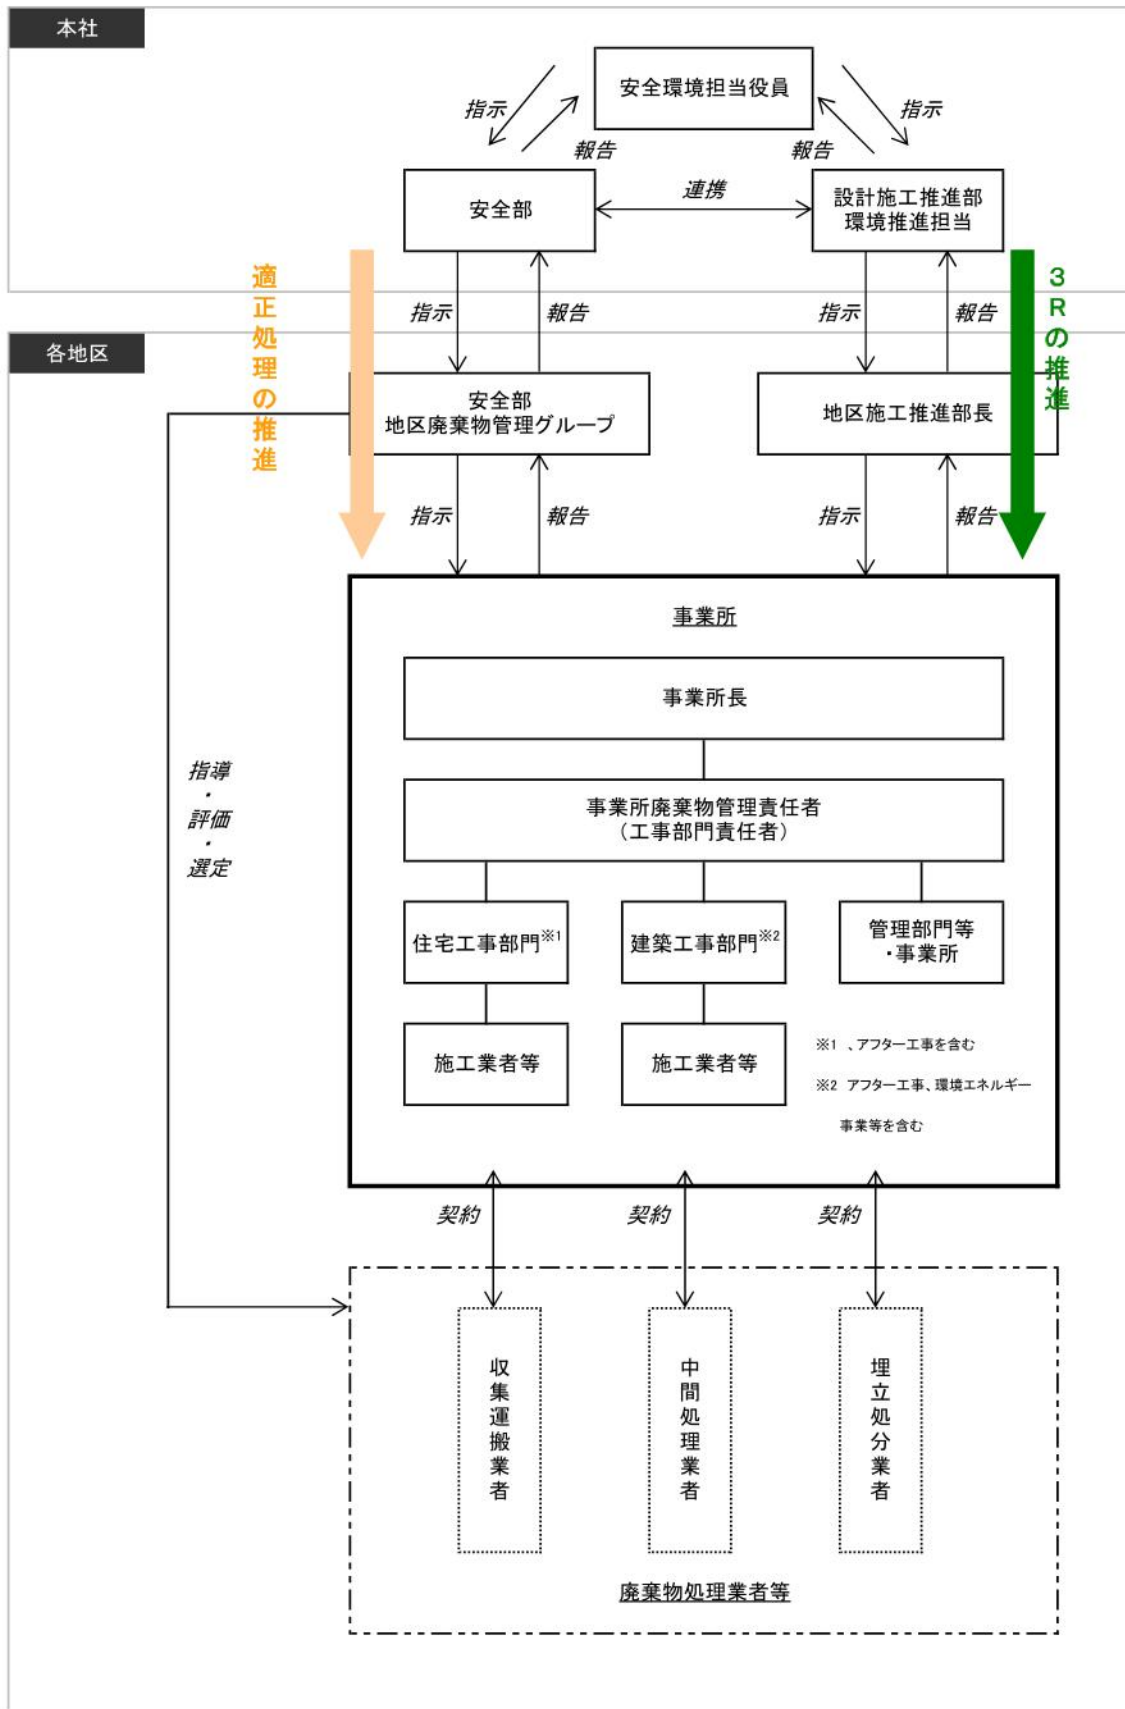 本社
安全環境担当役員
指示
報告
報告
指示
安全部
連携
設計施工推進部
環境推進担当
適正処理の推進
指示
報告
指示
報告
3Rの推進
各地区
安全部
地区廃棄物管理グループ
地区施工推進部長
指示
報告
指示
報告
事業所
事業所長
事業所廃棄物管理責任者
（工事部門責任者）
住宅工事部門※1
建築工事部門※2
管理部門等
・事業所
施工業者等
施工業者等
※1 、アフター工事を含む
※2 アフター工事、環境エネルギー
事業等を含む
指導
・
評価
・
選定
契約
契約
契約
収集運搬業者
中間処理業者
埋立処分業者
廃棄物処理業者等